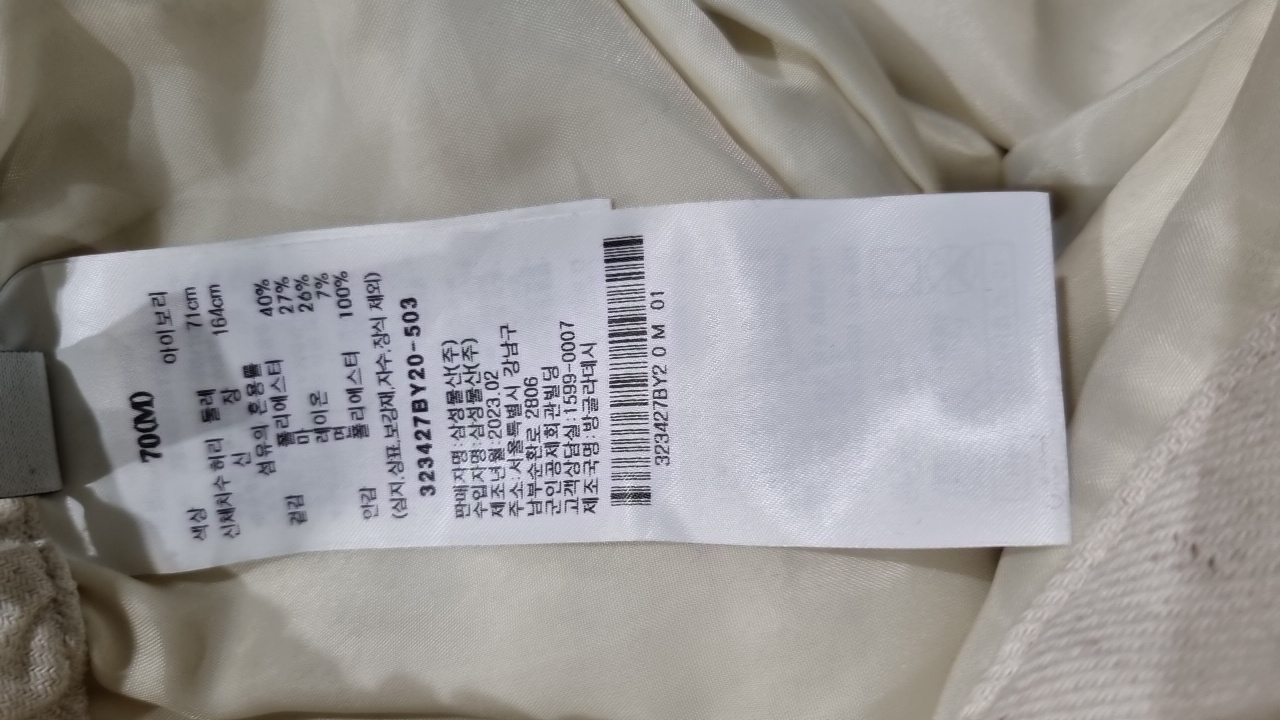 70(M)
색상 아이보리
신체치수 허리 둘레 71cm
신 장 164cm
섬유의 혼용률
겉감 폴리에스터 40%
마 27%
레이온 26%
면 7%
안감 폴리에스터 100%
(심지.상표.보강재.자수.장식 제외)
323427BY20-503
판매자명:삼성물산(주)
수입자명:삼성물산(주)
제조년월:2023.02
주소:서울특별시 강남구
남부순환로 2806
군인공제회관빌딩
고객상담실:1599-0007
제조국명:방글라데시
323427BY2 0 M 01